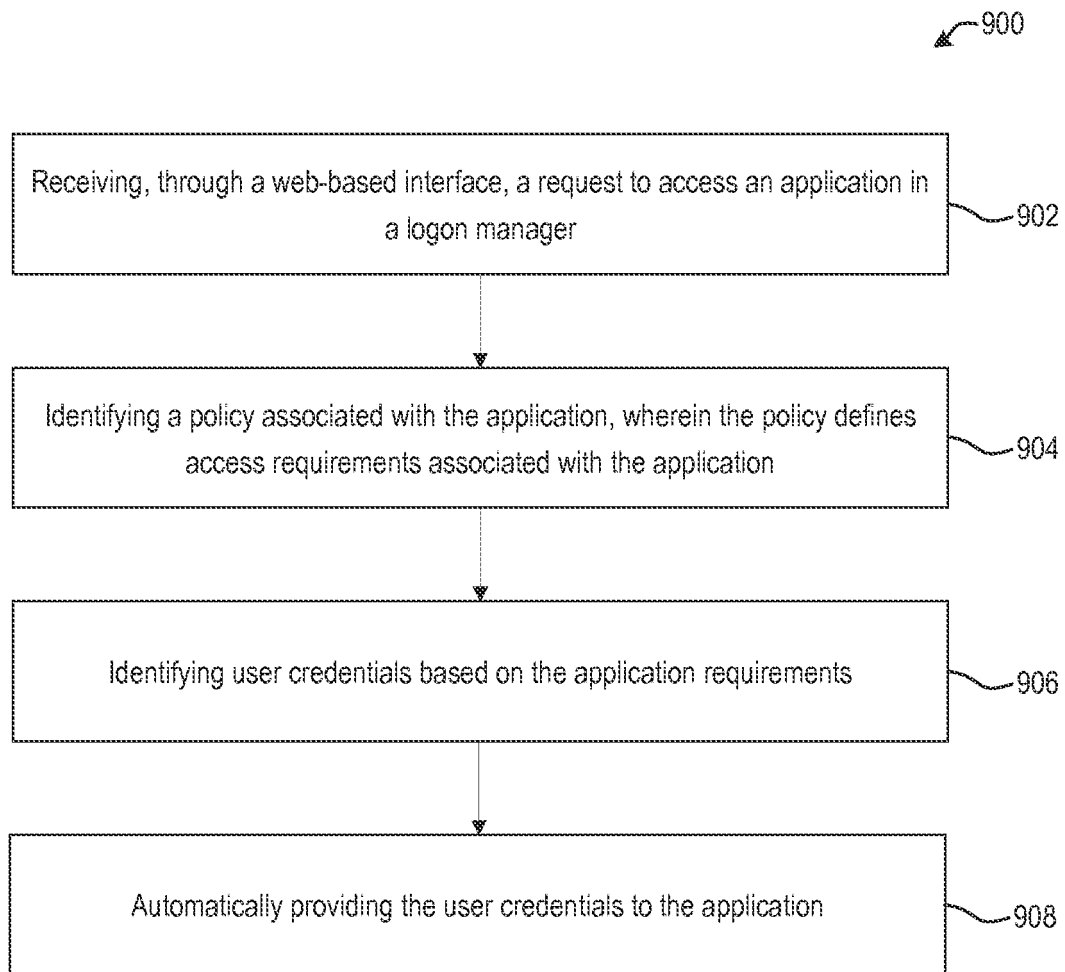 900
Receiving, through a web-based interface, a request to access an application in
a logon manager
902
Identifying a policy associated with the application, wherein the policy defines
access requirements associated with the application
904
Identifying user credentials based on the application requirements
906
Automatically providing the user credentials to the application
908